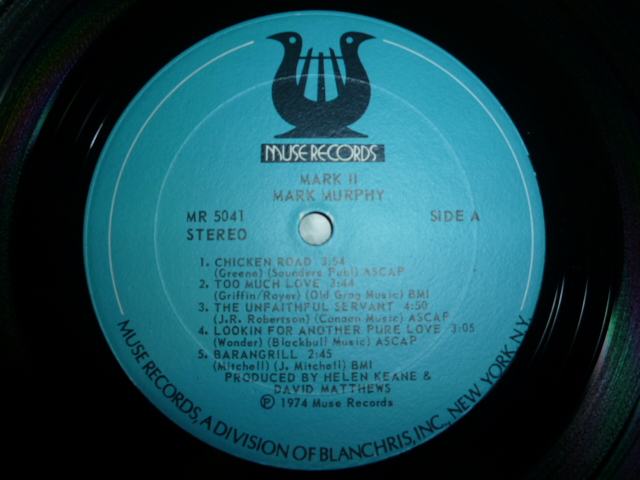 MUSE RECORDS
MARK II
MARK MURPHY
MR 5041
STEREO
SIDE A
1. CHICKEN ROAD 3:54
(Greene) (Saunders Publ) ASCAP
2. TOO MUCH LOVE 3:44
(Griffin/Royer) (Old Grog Music) BMI
3. THE UNFAITHFUL SERVANT 4:50
(J.R. Robertson) (Canaan Music) ASCAP
4. LOOKIN FOR ANOTHER PURE LOVE 3:05
(Wonder) (Blackbull Music) ASCAP
5. BARANGRILL 2:45
(Mitchell) (J. Mitchell) BMI
PRODUCED BY HELEN KEANE &
DAVID MATTHEWS
℗ 1974 Muse Records
MUSE RECORDS, A DIVISION OF BLANCHRIS, INC., NEW YORK, N.Y.